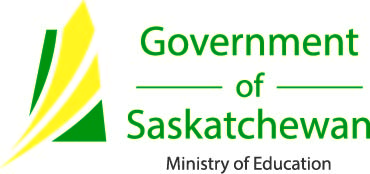 Government
of
Saskatchewan
Ministry of Education